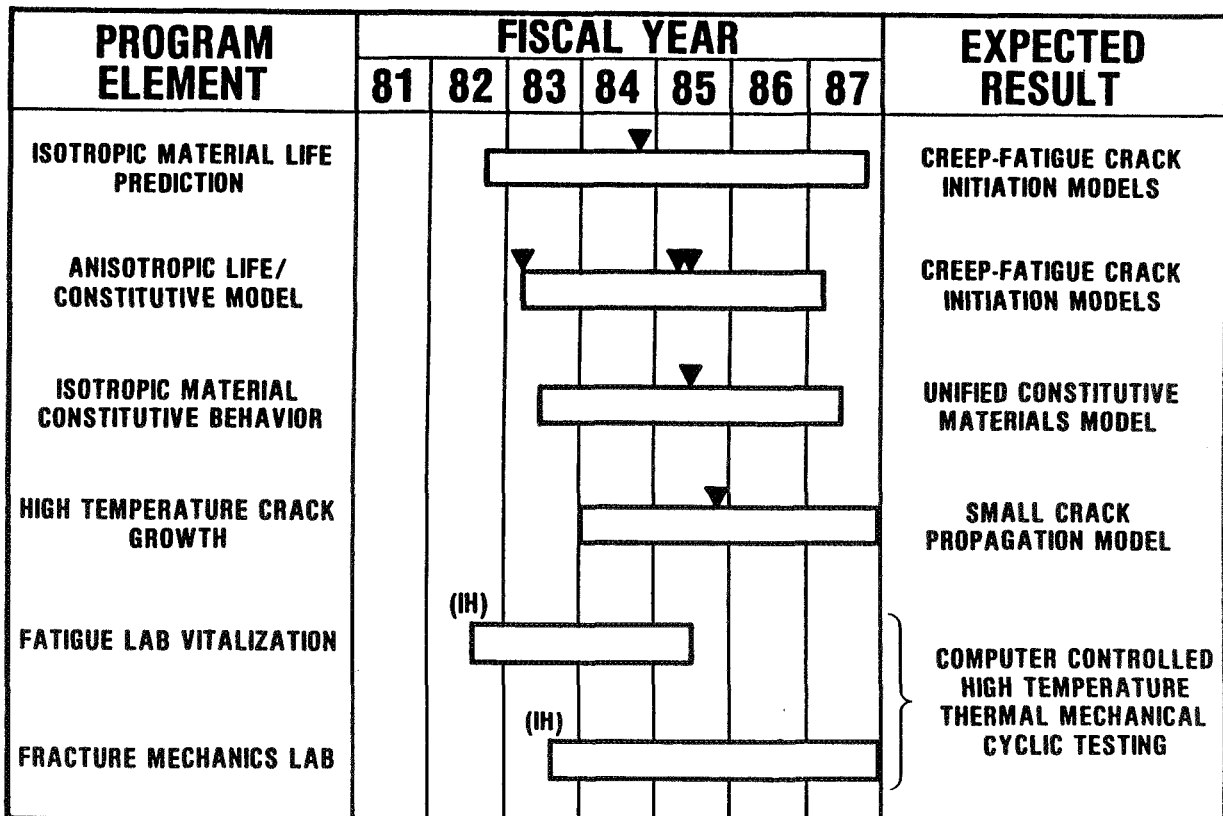 PROGRAM
ELEMENT
FISCAL YEAR
81 82 83 84 85 86 87
EXPECTED
RESULT
ISOTROPIC MATERIAL LIFE
PREDICTION
CREEP-FATIGUE CRACK
INITIATION MODELS
ANISOTROPIC LIFE/
CONSTITUTIVE MODEL
CREEP-FATIGUE CRACK
INITIATION MODELS
ISOTROPIC MATERIAL
CONSTITUTIVE BEHAVIOR
UNIFIED CONSTITUTIVE
MATERIALS MODEL
HIGH TEMPERATURE CRACK
GROWTH
SMALL CRACK
PROPAGATION MODEL
FATIGUE LAB VITALIZATION
(IH)
FRACTURE MECHANICS LAB
(IH)
COMPUTER CONTROLLED
HIGH TEMPERATURE
THERMAL MECHANICAL
CYCLIC TESTING